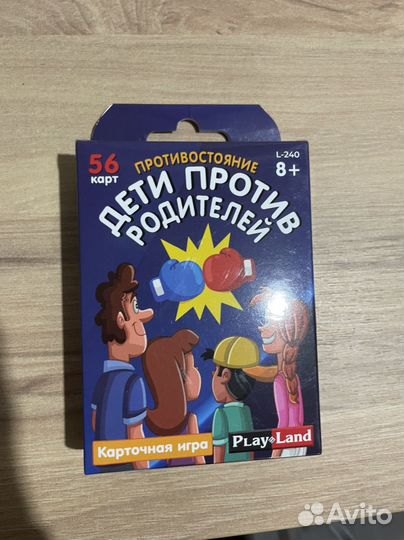 56
карт
L-240
8+
ПРОТИВОСТОЯНИЕ
ДЕТИ ПРОТИВ
РОДИТЕЛЕЙ
Карточная игра
PLAY LAND
Avito